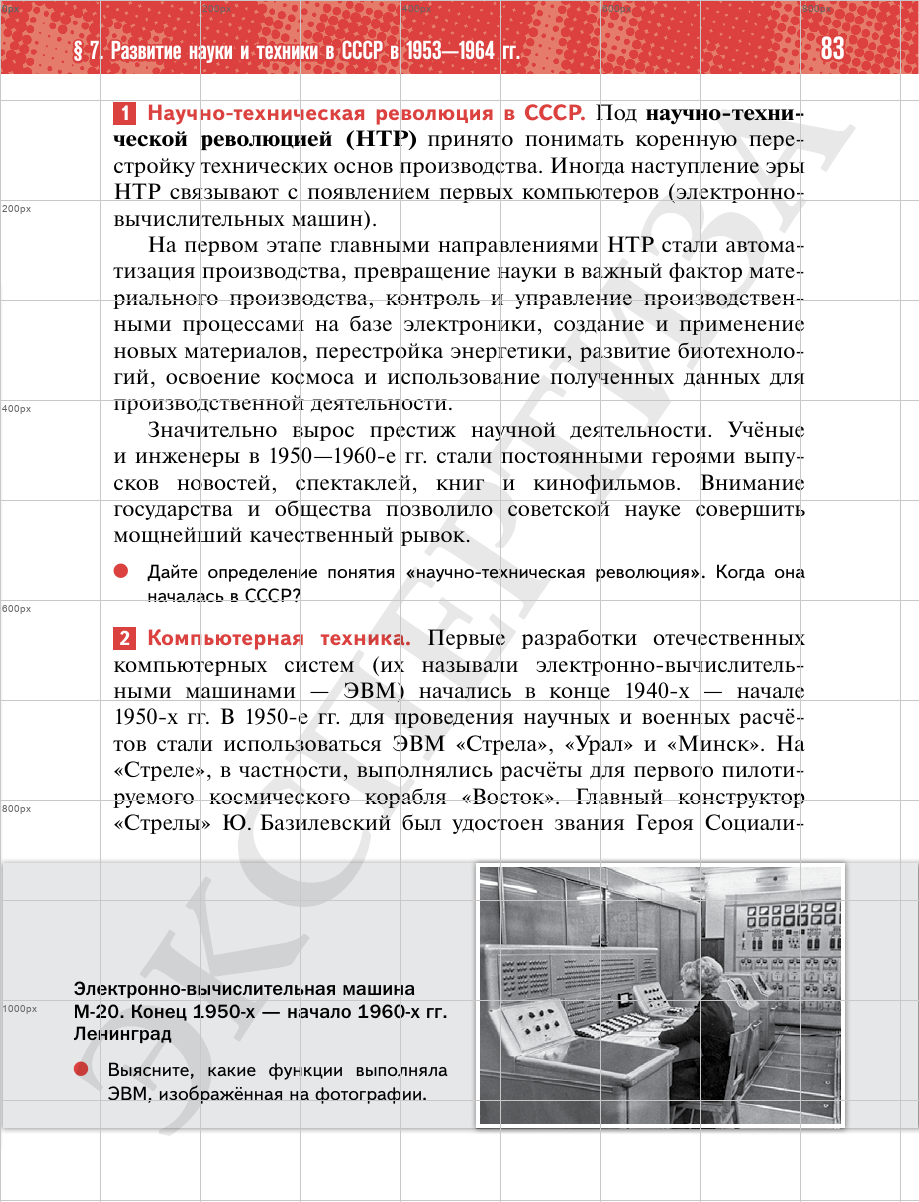 § 7. Развитие науки и техники в СССР в 1953—1964 гг.
83
1 Научно-техническая революция в СССР. Под научно-техни-
ческой революцией (НТР) принято понимать коренную пере-
стройку технических основ производства. Иногда наступление эры
НТР связывают с появлением первых компьютеров (электронно-
вычислительных машин).
На первом этапе главными направлениями НТР стали автома-
тизация производства, превращение науки в важный фактор мате-
риального производства, контроль и управление производствен-
ными процессами на базе электроники, создание и применение
новых материалов, перестройка энергетики, развитие биотехноло-
гий, освоение космоса и использование полученных данных для
производственной деятельности.
Значительно вырос престиж научной деятельности. Учёные
и инженеры в 1950—1960-е гг. стали постоянными героями выпу-
сков новостей, спектаклей, книг и кинофильмов. Внимание
государства и общества позволило советской науке совершить
мощнейший качественный рывок.
Дайте определение понятия «научно-техническая революция». Когда она
началась в СССР?
2 Компьютерная техника. Первые разработки отечественных
компьютерных систем (их называли электронно-вычислитель-
ными машинами — ЭВМ) начались в конце 1940-х — начале
1950-х гг. В 1950-е гг. для проведения научных и военных расчё-
тов стали использоваться ЭВМ «Стрела», «Урал» и «Минск». На
«Стреле», в частности, выполнялись расчёты для первого пилоти-
руемого космического корабля «Восток». Главный конструктор
«Стрелы» Ю. Базилевский был удостоен звания Героя Социали-
Электронно-вычислительная машина
М-20. Конец 1950-х — начало 1960-х гг.
Ленинград
Выясните, какие функции выполняла
ЭВМ, изображённая на фотографии.
ЭКСПЕРТИЗА
200px
400px
600px
800px
1000px